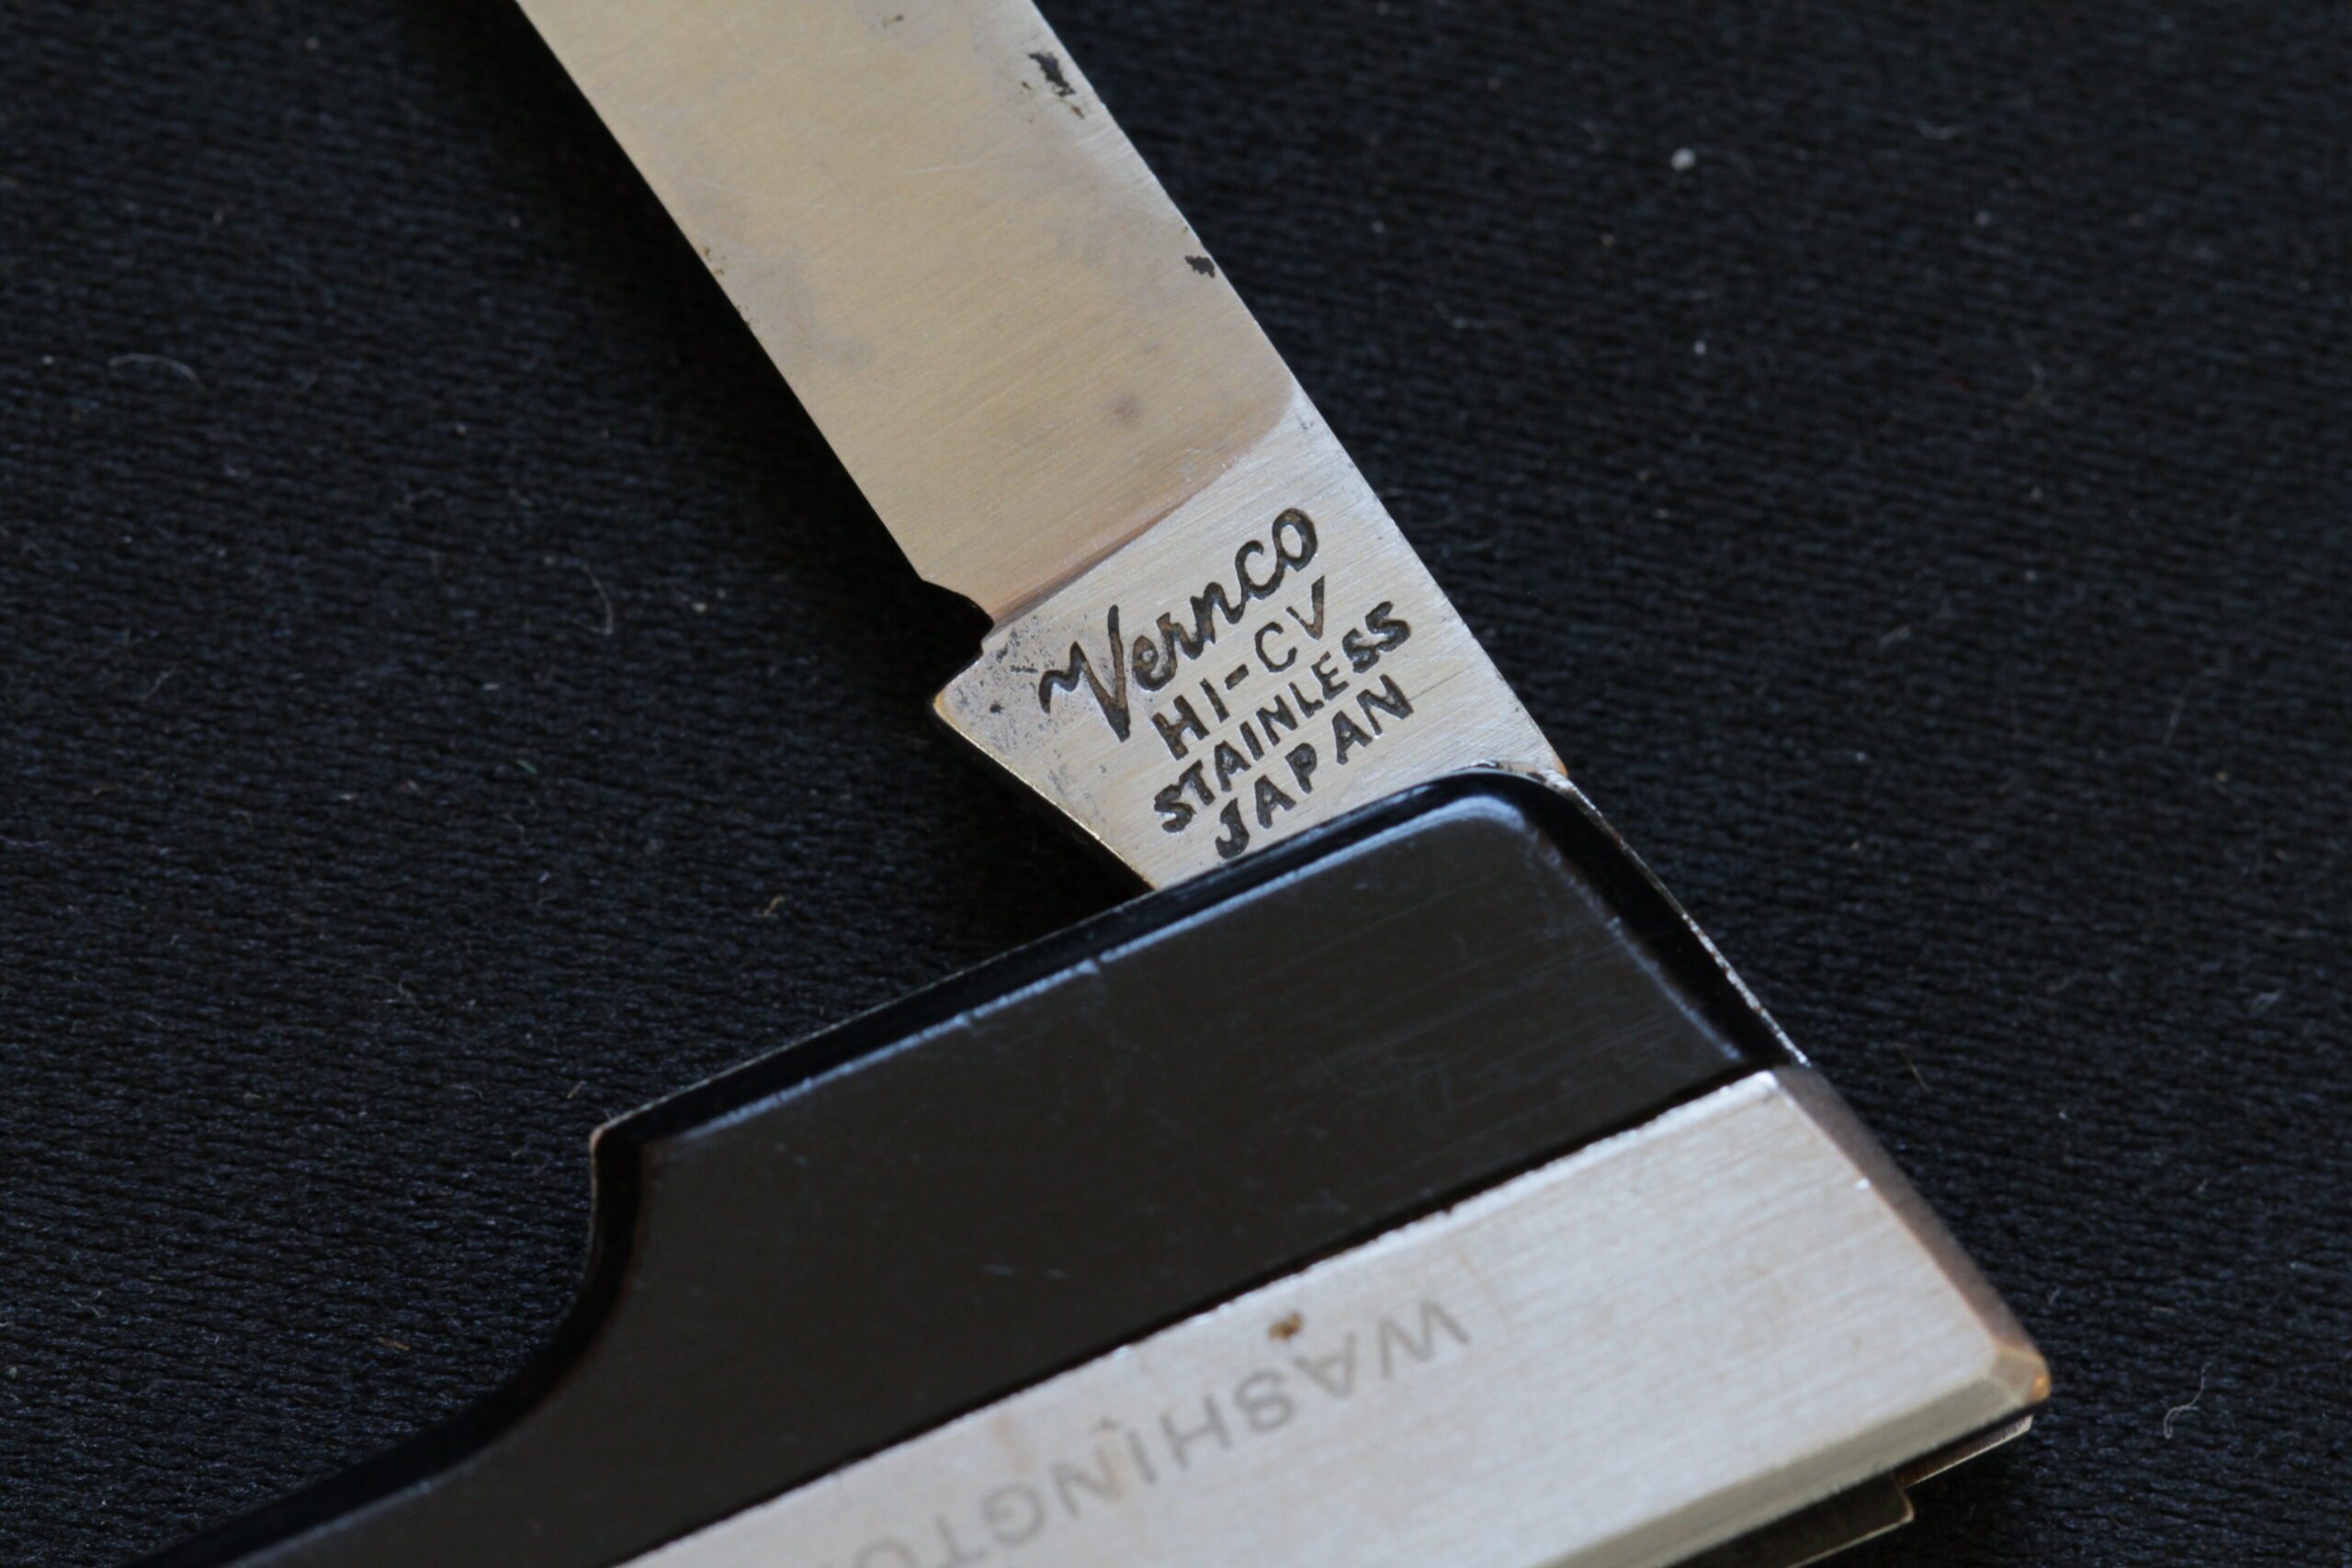 Vernco
HI-CV
STAINLESS
JAPAN
WASHINGTO